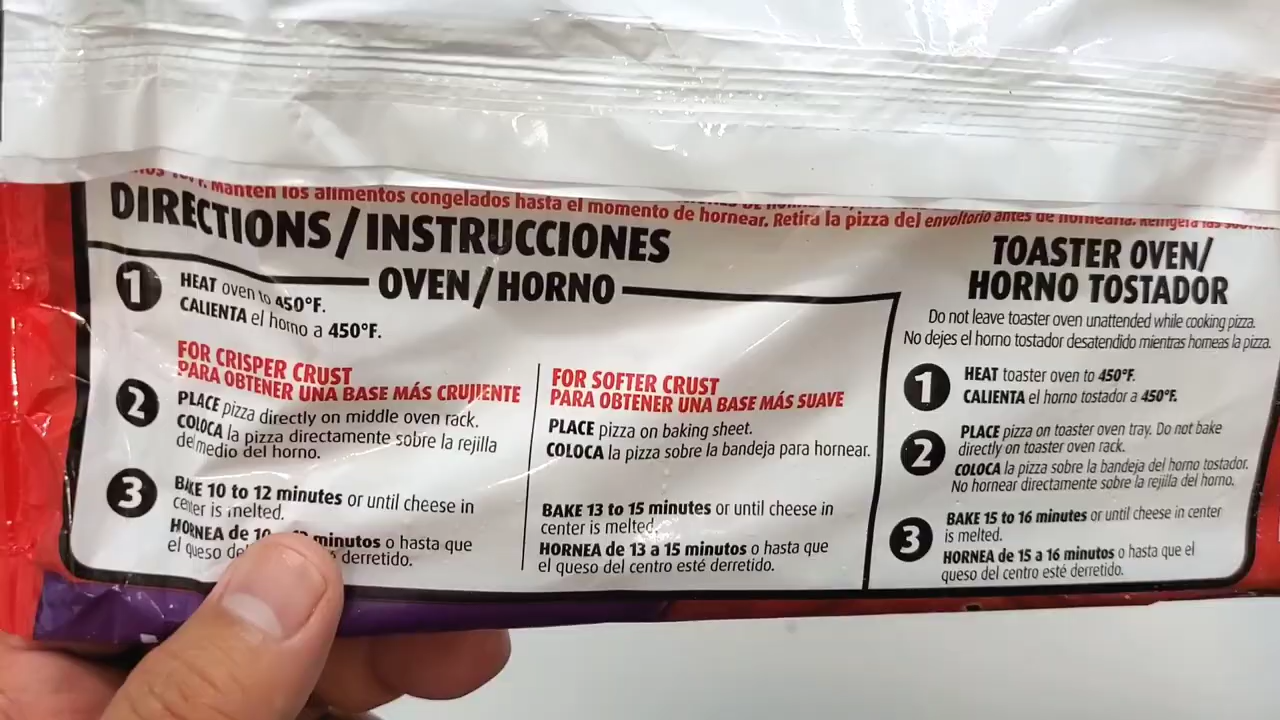 Manten los alimentos congelados hasta el momento de hornear. Retira la pizza del envoltorio antes de hornearla.
DIRECTIONS/INSTRUCCIONES
OVEN/HORNO
1 HEAT oven to 450°F.
CALIENTA el horno a 450°F.
FOR CRISPER CRUST
PARA OBTENER UNA BASE MÁS CRUJIENTE
2 PLACE pizza directly on middle oven rack.
COLOCA la pizza directamente sobre la rejilla
del medio del horno.
3 BAKE 10 to 12 minutes or until cheese in
center is melted.
HORNEA de 10 minutos o hasta que
el queso del derretido.
FOR SOFTER CRUST
PARA OBTENER UNA BASE MÁS SUAVE
PLACE pizza on baking sheet.
COLOCA la pizza sobre la bandeja para hornear.
BAKE 13 to 15 minutes or until cheese in
center is melted.
HORNEA de 13 a 15 minutos o hasta que
el queso del centro esté derretido.
TOASTER OVEN/
HORNO TOSTADOR
Do not leave toaster oven unattended while cooking pizza.
No dejes el horno tostador desatendido mientras horneas la pizza.
1 HEAT toaster oven to 450°F.
CALIENTA el horno tostador a 450°F.
2 PLACE pizza on toaster oven tray. Do not bake
directly on toaster oven rack.
COLOCA la pizza sobre la bandeja del horno tostador.
No hornear directamente sobre la rejilla del horno.
3 BAKE 15 to 16 minutes or until cheese in center
is melted.
HORNEA de 15 a 16 minutos o hasta que el
queso del centro esté derretido.